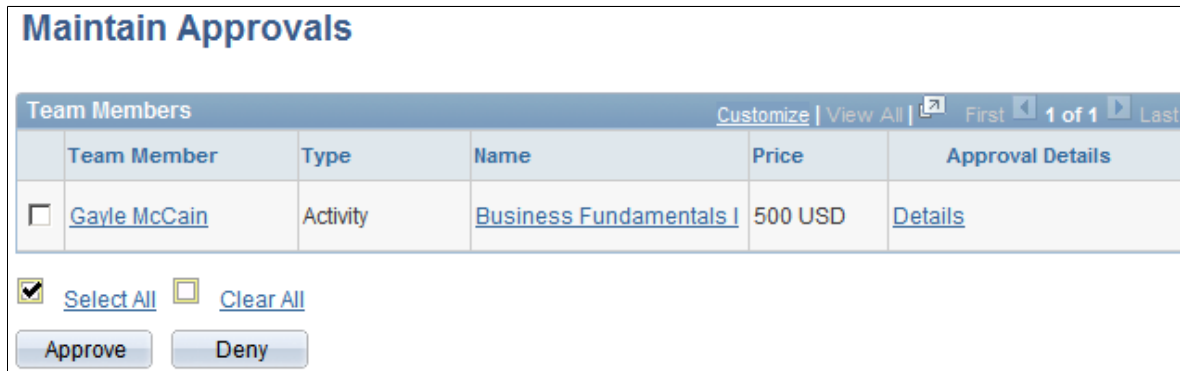 Maintain Approvals
Team Members Customize | View All | First 1 of 1 Last
Team Member Type Name Price Approval Details
Gayle McCain Activity Business Fundamentals I 500 USD Details
Select All Clear All
Approve Deny